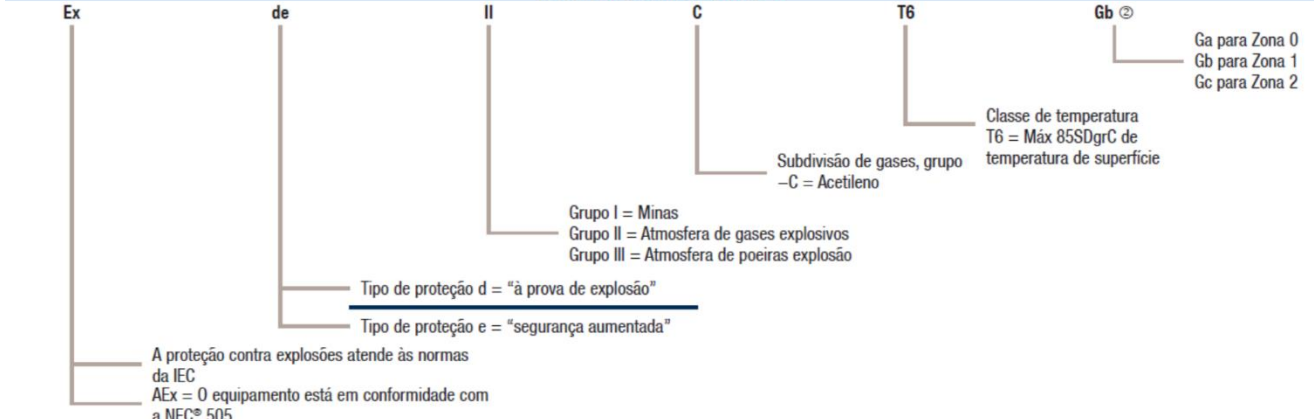 Ex de II C T6 Gb ②
Ga para Zona 0
Gb para Zona 1
Gc para Zona 2
Classe de temperatura
T6 = Máx 85SDgrC de
temperatura de superfície
Subdivisão de gases, grupo
–C = Acetileno
Grupo I = Minas
Grupo II = Atmosfera de gases explosivos
Grupo III = Atmosfera de poeiras explosão
Tipo de proteção d = “à prova de explosão”
Tipo de proteção e = “segurança aumentada”
A proteção contra explosões atende às normas
da IEC
AEx = O equipamento está em conformidade com
a NEC® 505